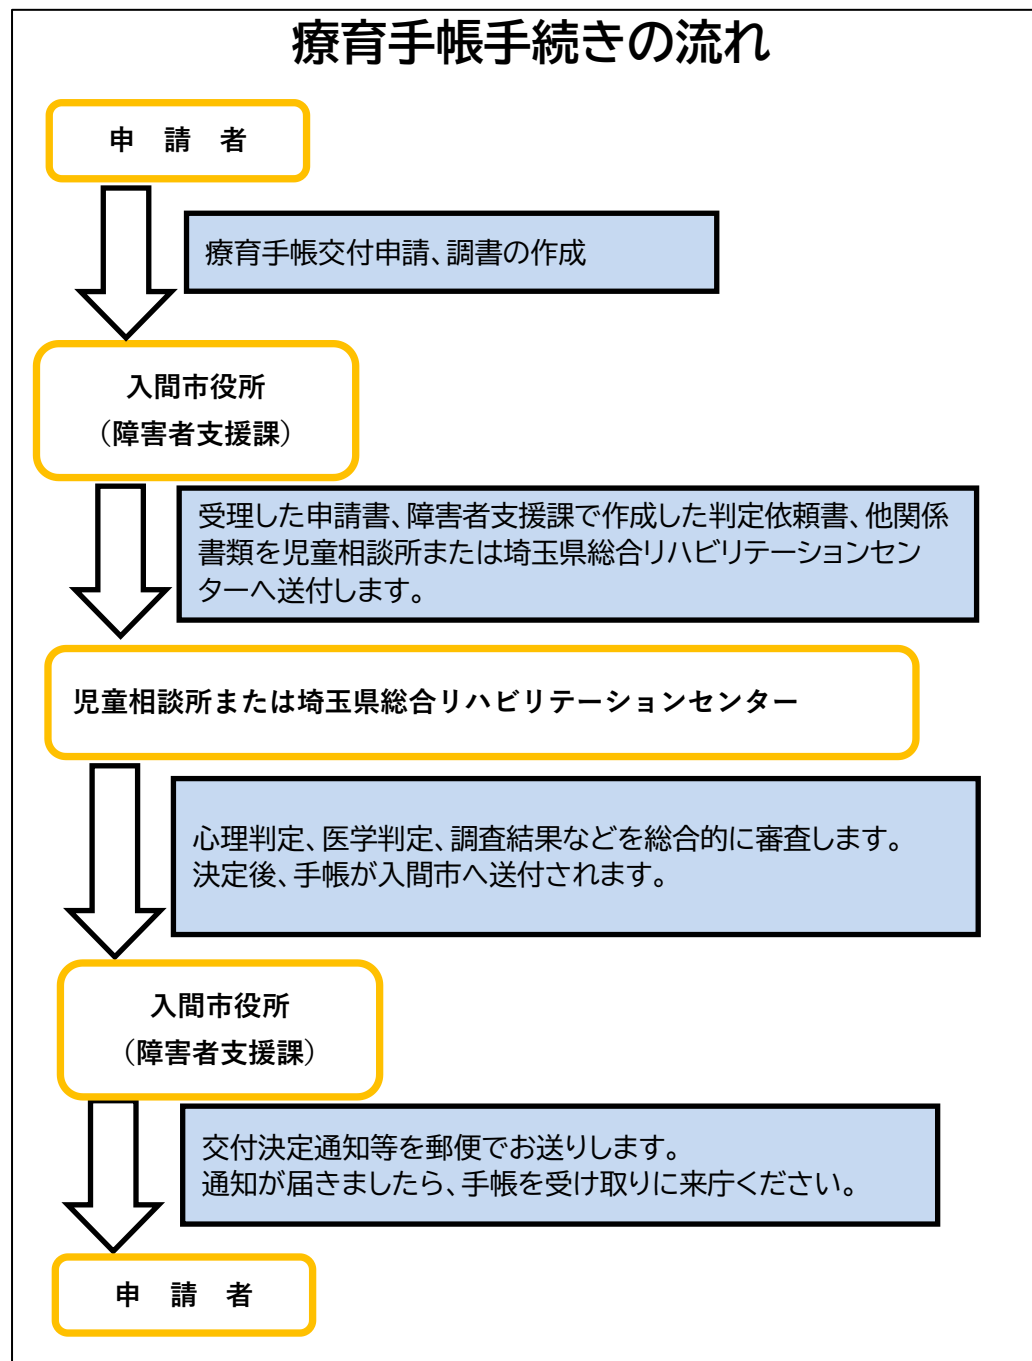 療育手帳手続きの流れ
申　請　者
療育手帳交付申請、調書の作成
入間市役所
（障害者支援課）
受理した申請書、障害者支援課で作成した判定依頼書、他関係
書類を児童相談所または埼玉県総合リハビリテーションセン
ターへ送付します。
児童相談所または埼玉県総合リハビリテーションセンター
心理判定、医学判定、調査結果などを総合的に審査します。
決定後、手帳が入間市へ送付されます。
入間市役所
（障害者支援課）
交付決定通知等を郵便でお送りします。
通知が届きましたら、手帳を受け取りに来庁ください。
申　請　者